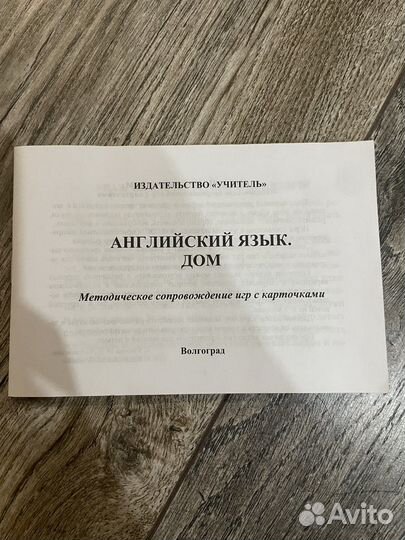 ИЗДАТЕЛЬСТВО «УЧИТЕЛЬ»
АНГЛИЙСКИЙ ЯЗЫК.
ДОМ
Методическое сопровождение игр с карточками
Волгоград
Avito